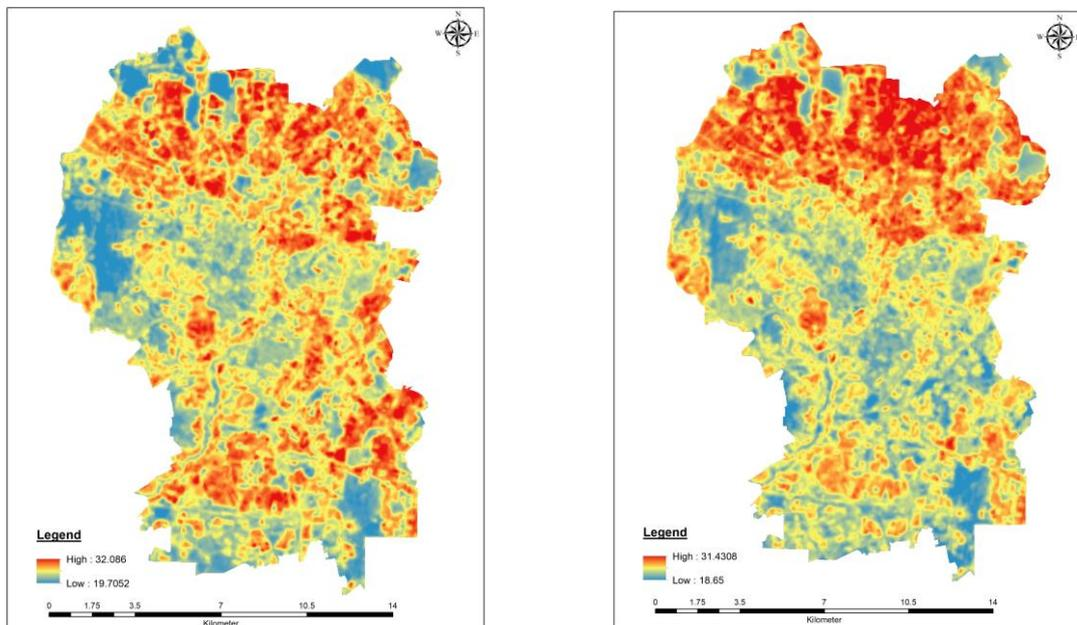 N
W E
S
Legend
High : 32.086
Low : 19.7052
0 1.75 3.5 7 10.5 14
Kilometer
N
W E
S
Legend
High : 31.4308
Low : 18.65
0 1.75 3.5 7 10.5 14
Kilometer